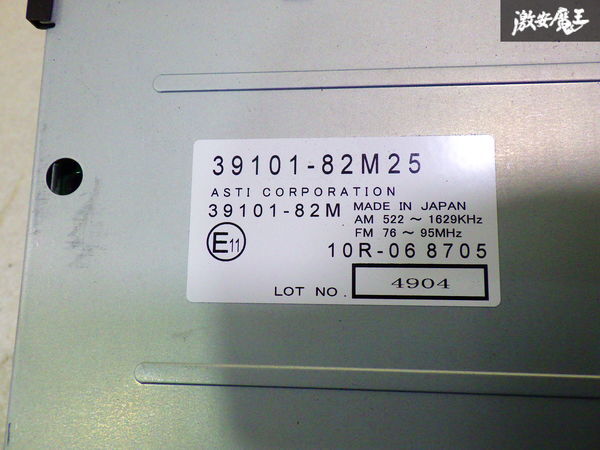 激安魔王
39101-82M25
ASTI CORPORATION
39101-82M
MADE IN JAPAN
AM 522 ～ 1629KHz
FM 76 ～ 95MHz
E11
10R-06 8705
LOT NO. 4904